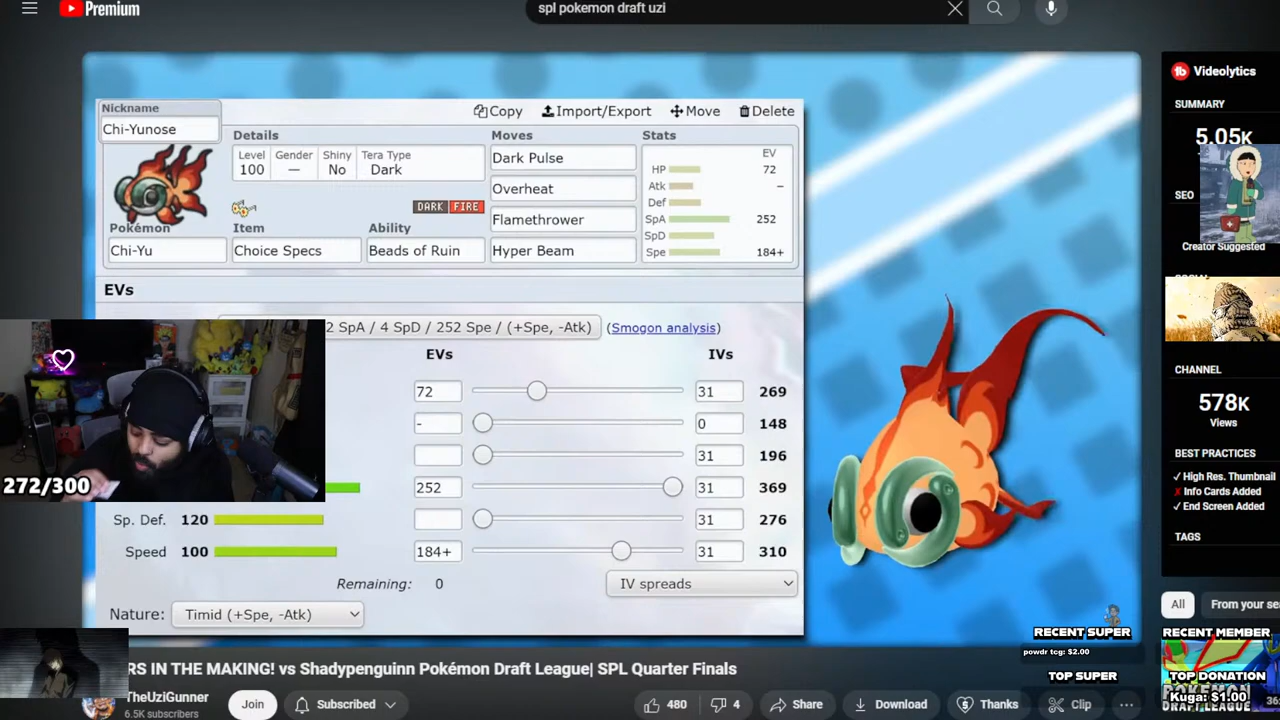 Premium
spl pokemon draft uzi
Videolytics
SUMMARY
5.05K
SEO
Creator Suggested
CHANNEL
578K
Views
BEST PRACTICES
✓ High Res. Thumbnail
✗ Info Cards Added
✓ End Screen Added
TAGS
All
From your se
Nickname
Chi-Yunose
Copy Import/Export Move Delete
Details
Level Gender Shiny Tera Type
100 — No Dark
DARK FIRE
Pokémon Item Ability
Chi-Yu Choice Specs Beads of Ruin
Moves
Dark Pulse
Overheat
Flamethrower
Hyper Beam
Stats
EV
HP 72
Atk –
Def
SpA 252
SpD
Spe 184+
EVs
2 SpA / 4 SpD / 252 Spe / (+Spe, -Atk) (Smogon analysis)
EVs IVs
72 31 269
- 0 148
31 196
252 31 369
Sp. Def. 120 31 276
Speed 100 184+ 31 310
Remaining: 0
IV spreads
Nature: Timid (+Spe, -Atk)
272/300
RECENT SUPER
powdr tcg: $2.00
TOP SUPER
RECENT MEMBER
TOP DONATION
Kuga: $1.00
DRAFT LEAGUE
RS IN THE MAKING! vs Shadypenguinn Pokémon Draft League| SPL Quarter Finals
TheUziGunner
6.5K subscribers
Join
Subscribed
480
4
Share
Download
Thanks
Clip